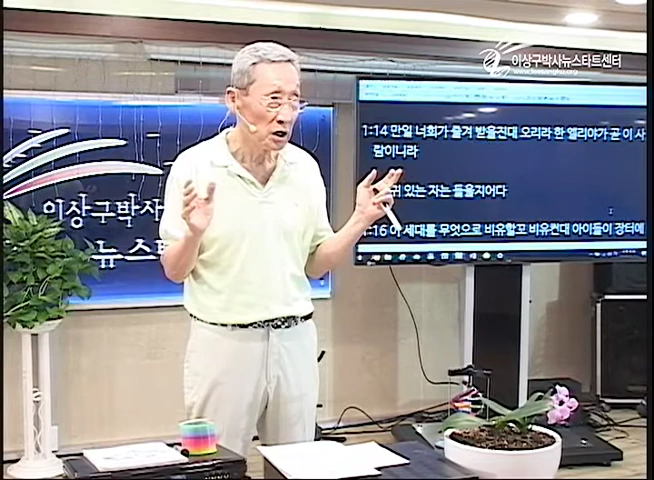 이상구박사뉴스타트센터
1:14 만일 너희가 즐겨 받을진대 오리라 한 엘리야가 곧 이 사
람이니라
귀 있는 자는 들을지어다
1:16 이 세대를 무엇으로 비유할꼬 비유컨대 아이들이 장터에
이상구박사
뉴스